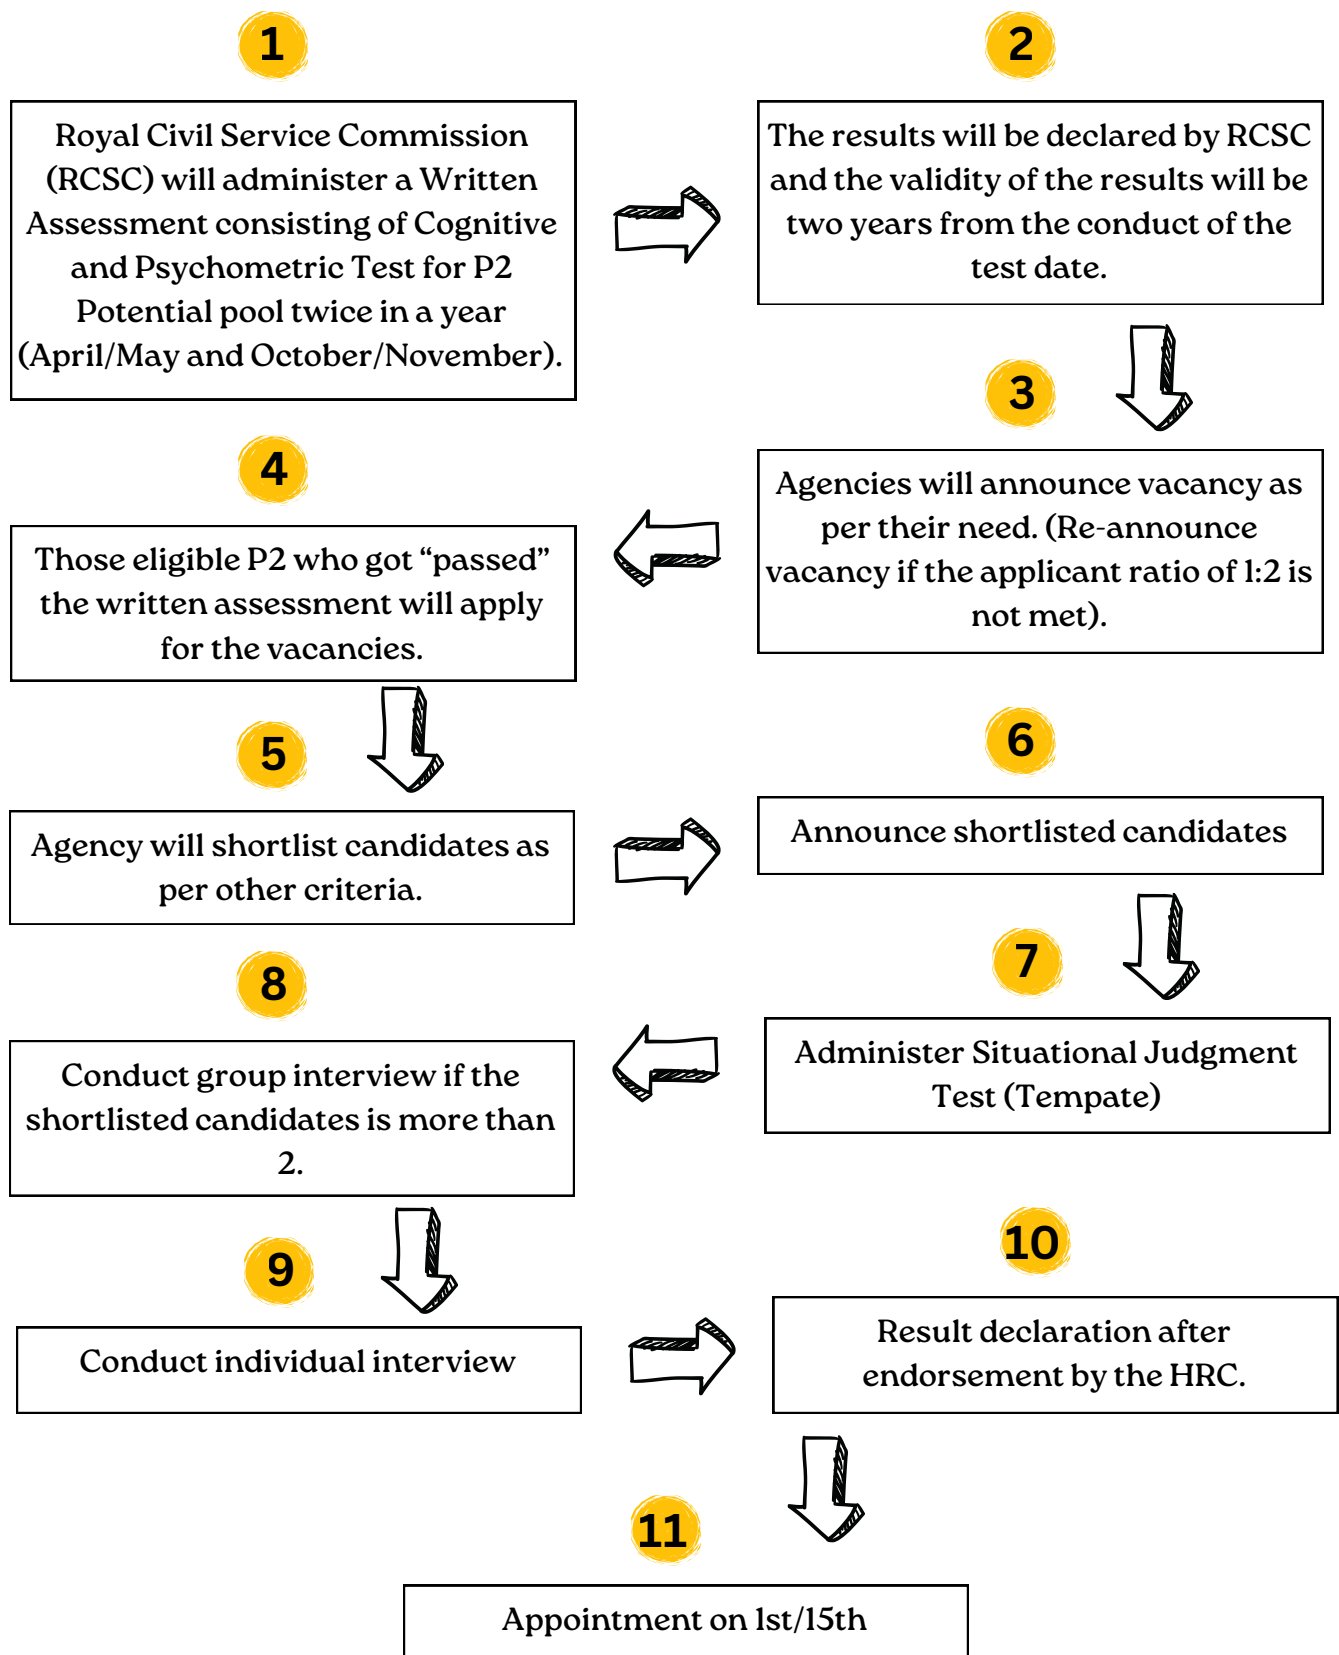 1
Royal Civil Service Commission
(RCSC) will administer a Written
Assessment consisting of Cognitive
and Psychometric Test for P2
Potential pool twice in a year
(April/May and October/November).
2
The results will be declared by RCSC
and the validity of the results will be
two years from the conduct of the
test date.
3
Agencies will announce vacancy as
per their need. (Re-announce
vacancy if the applicant ratio of 1:2 is
not met).
4
Those eligible P2 who got “passed”
the written assessment will apply
for the vacancies.
5
Agency will shortlist candidates as
per other criteria.
6
Announce shortlisted candidates
7
Administer Situational Judgment
Test (Tempate)
8
Conduct group interview if the
shortlisted candidates is more than
2.
9
Conduct individual interview
10
Result declaration after
endorsement by the HRC.
11
Appointment on 1st/15th